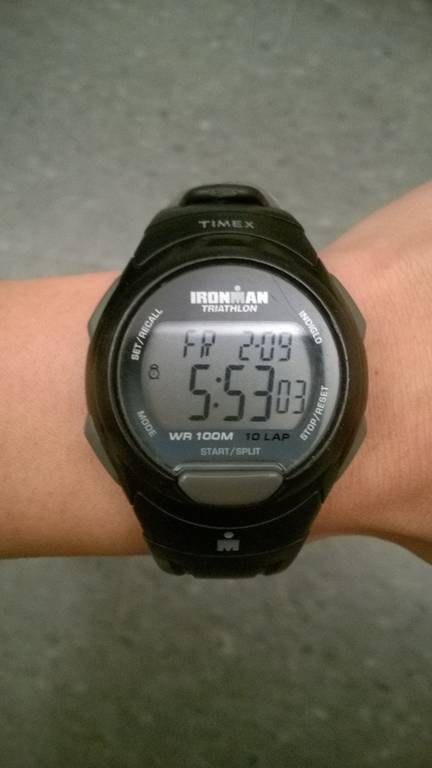 TIMEX
IRONMAN
TRIATHLON
SET/RECALL
INDIGLO
FR 2-09
5:53 03
MODE
STOP/RESET
WR 100M 10 LAP
START/SPLIT